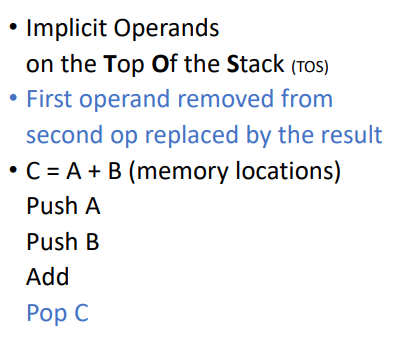 • Implicit Operands
on the Top Of the Stack (TOS)
• First operand removed from
second op replaced by the result
• C = A + B (memory locations)
Push A
Push B
Add
Pop C